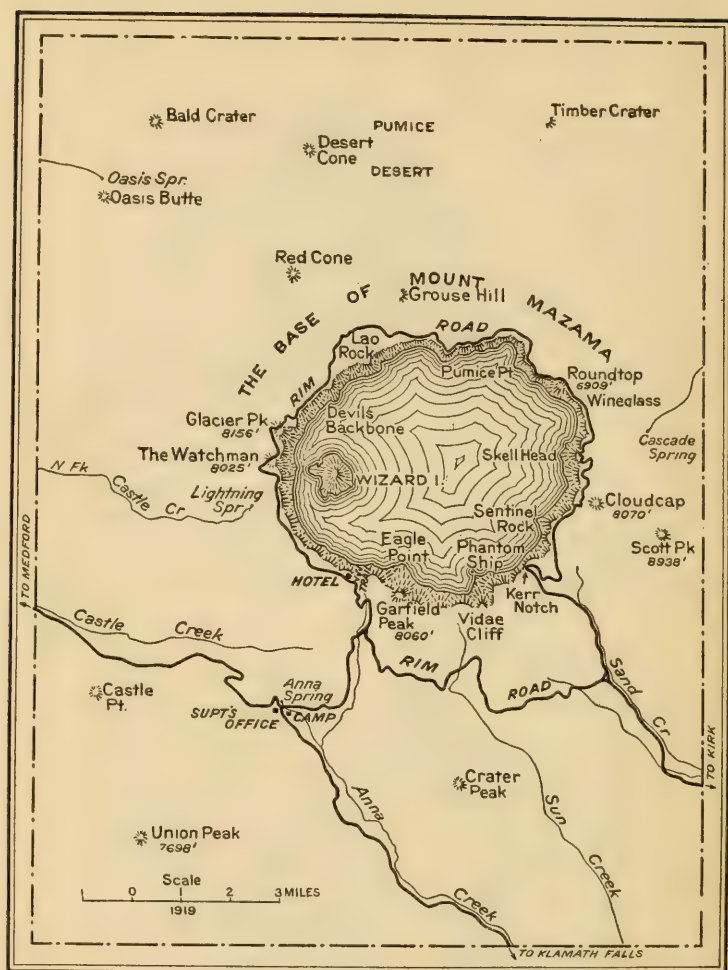 Bald Crater
PUMICE
DESERT
Timber Crater
Desert
Cone
Oasis Spr.
Oasis Butte
Red Cone
THE BASE OF MOUNT MAZAMA
Grouse Hill
RIM ROAD
Lao
Rock
Pumice Pt.
Roundtop
6909'
Wineglass
Glacier Pk
8156'
Devils
Backbone
The Watchman
8025'
Skell Head
Cascade
Spring
N Fk Castle Cr
Lightning
Spr.
WIZARD I.
Cloudcap
8070'
Sentinel
Rock
Scott Pk
8938'
Eagle
Point
Phantom
Ship
HOTEL
Kerr
Notch
Garfield
Peak
8060'
Vidae
Cliff
TO MEDFORD
Castle Creek
RIM ROAD
Sand Cr
TO KIRK
Castle
Pt.
Anna
Spring
SUPT'S
OFFICE
CAMP
Crater
Peak
Anna Creek
Sun Creek
Union Peak
7698'
Scale
0 1 2 3 MILES
1919
TO KLAMATH FALLS